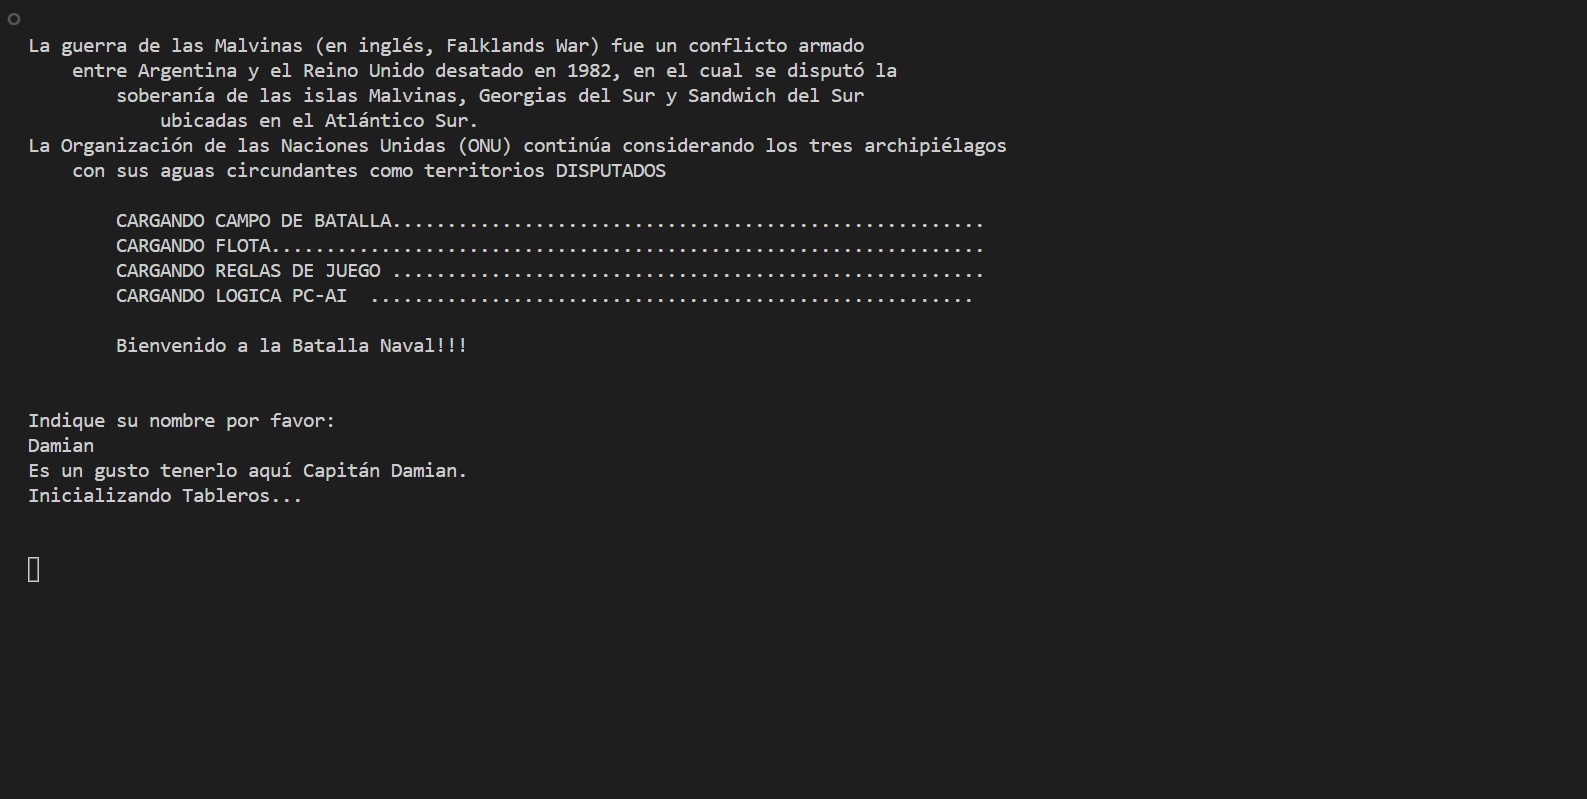 La guerra de las Malvinas (en inglés, Falklands War) fue un conflicto armado
entre Argentina y el Reino Unido desatado en 1982, en el cual se disputó la
soberanía de las islas Malvinas, Georgias del Sur y Sandwich del Sur
ubicadas en el Atlántico Sur.
La Organización de las Naciones Unidas (ONU) continúa considerando los tres archipiélagos
con sus aguas circundantes como territorios DISPUTADOS
CARGANDO CAMPO DE BATALLA......................................................
CARGANDO FLOTA.................................................................
CARGANDO REGLAS DE JUEGO ......................................................
CARGANDO LOGICA PC-AI  .......................................................
Bienvenido a la Batalla Naval!!!
Indique su nombre por favor:
Damian
Es un gusto tenerlo aquí Capitán Damian.
Inicializando Tableros...